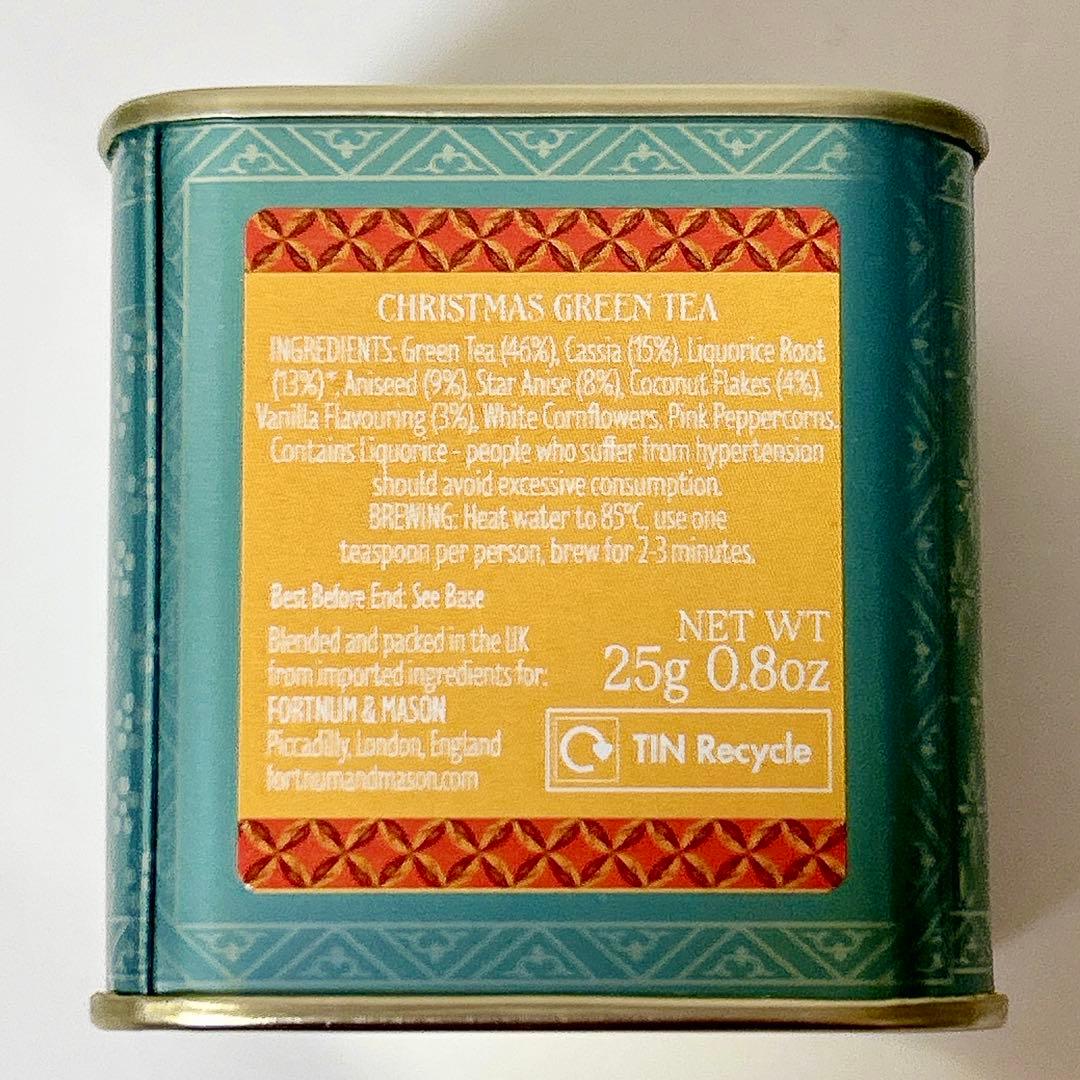 CHRISTMAS GREEN TEA
INGREDIENTS: Green Tea (46%), Cassia (15%), Liquorice Root
(13%)*, Aniseed (9%), Star Anise (8%), Coconut Flakes (4%),
Vanilla Flavouring (3%), White Cornflowers, Pink Peppercorns.
Contains Liquorice - people who suffer from hypertension
should avoid excessive consumption.
BREWING: Heat water to 85°C, use one
teaspoon per person, brew for 2-3 minutes.
Best Before End: See Base
Blended and packed in the UK
from imported ingredients for:
FORTNUM & MASON
Piccadilly, London, England
fortnumandmason.com
NET WT
25g 0.8oz
TIN Recycle